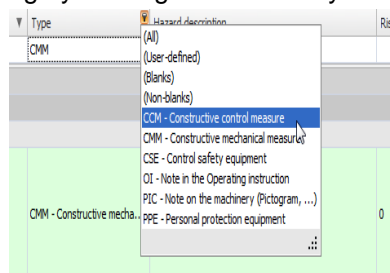 Type Hazard description Ris
CMM
(All)
(User-defined)
(Blanks)
(Non-blanks)
CCM - Constructive control measure
CMM - Constructive mechanical measures
CSE - Control safety equipment
OI - Note in the Operating instruction
PIC - Note on the machinery (Pictogram, ...)
CMM - Constructive mecha... 0
PPE - Personal protection equipment